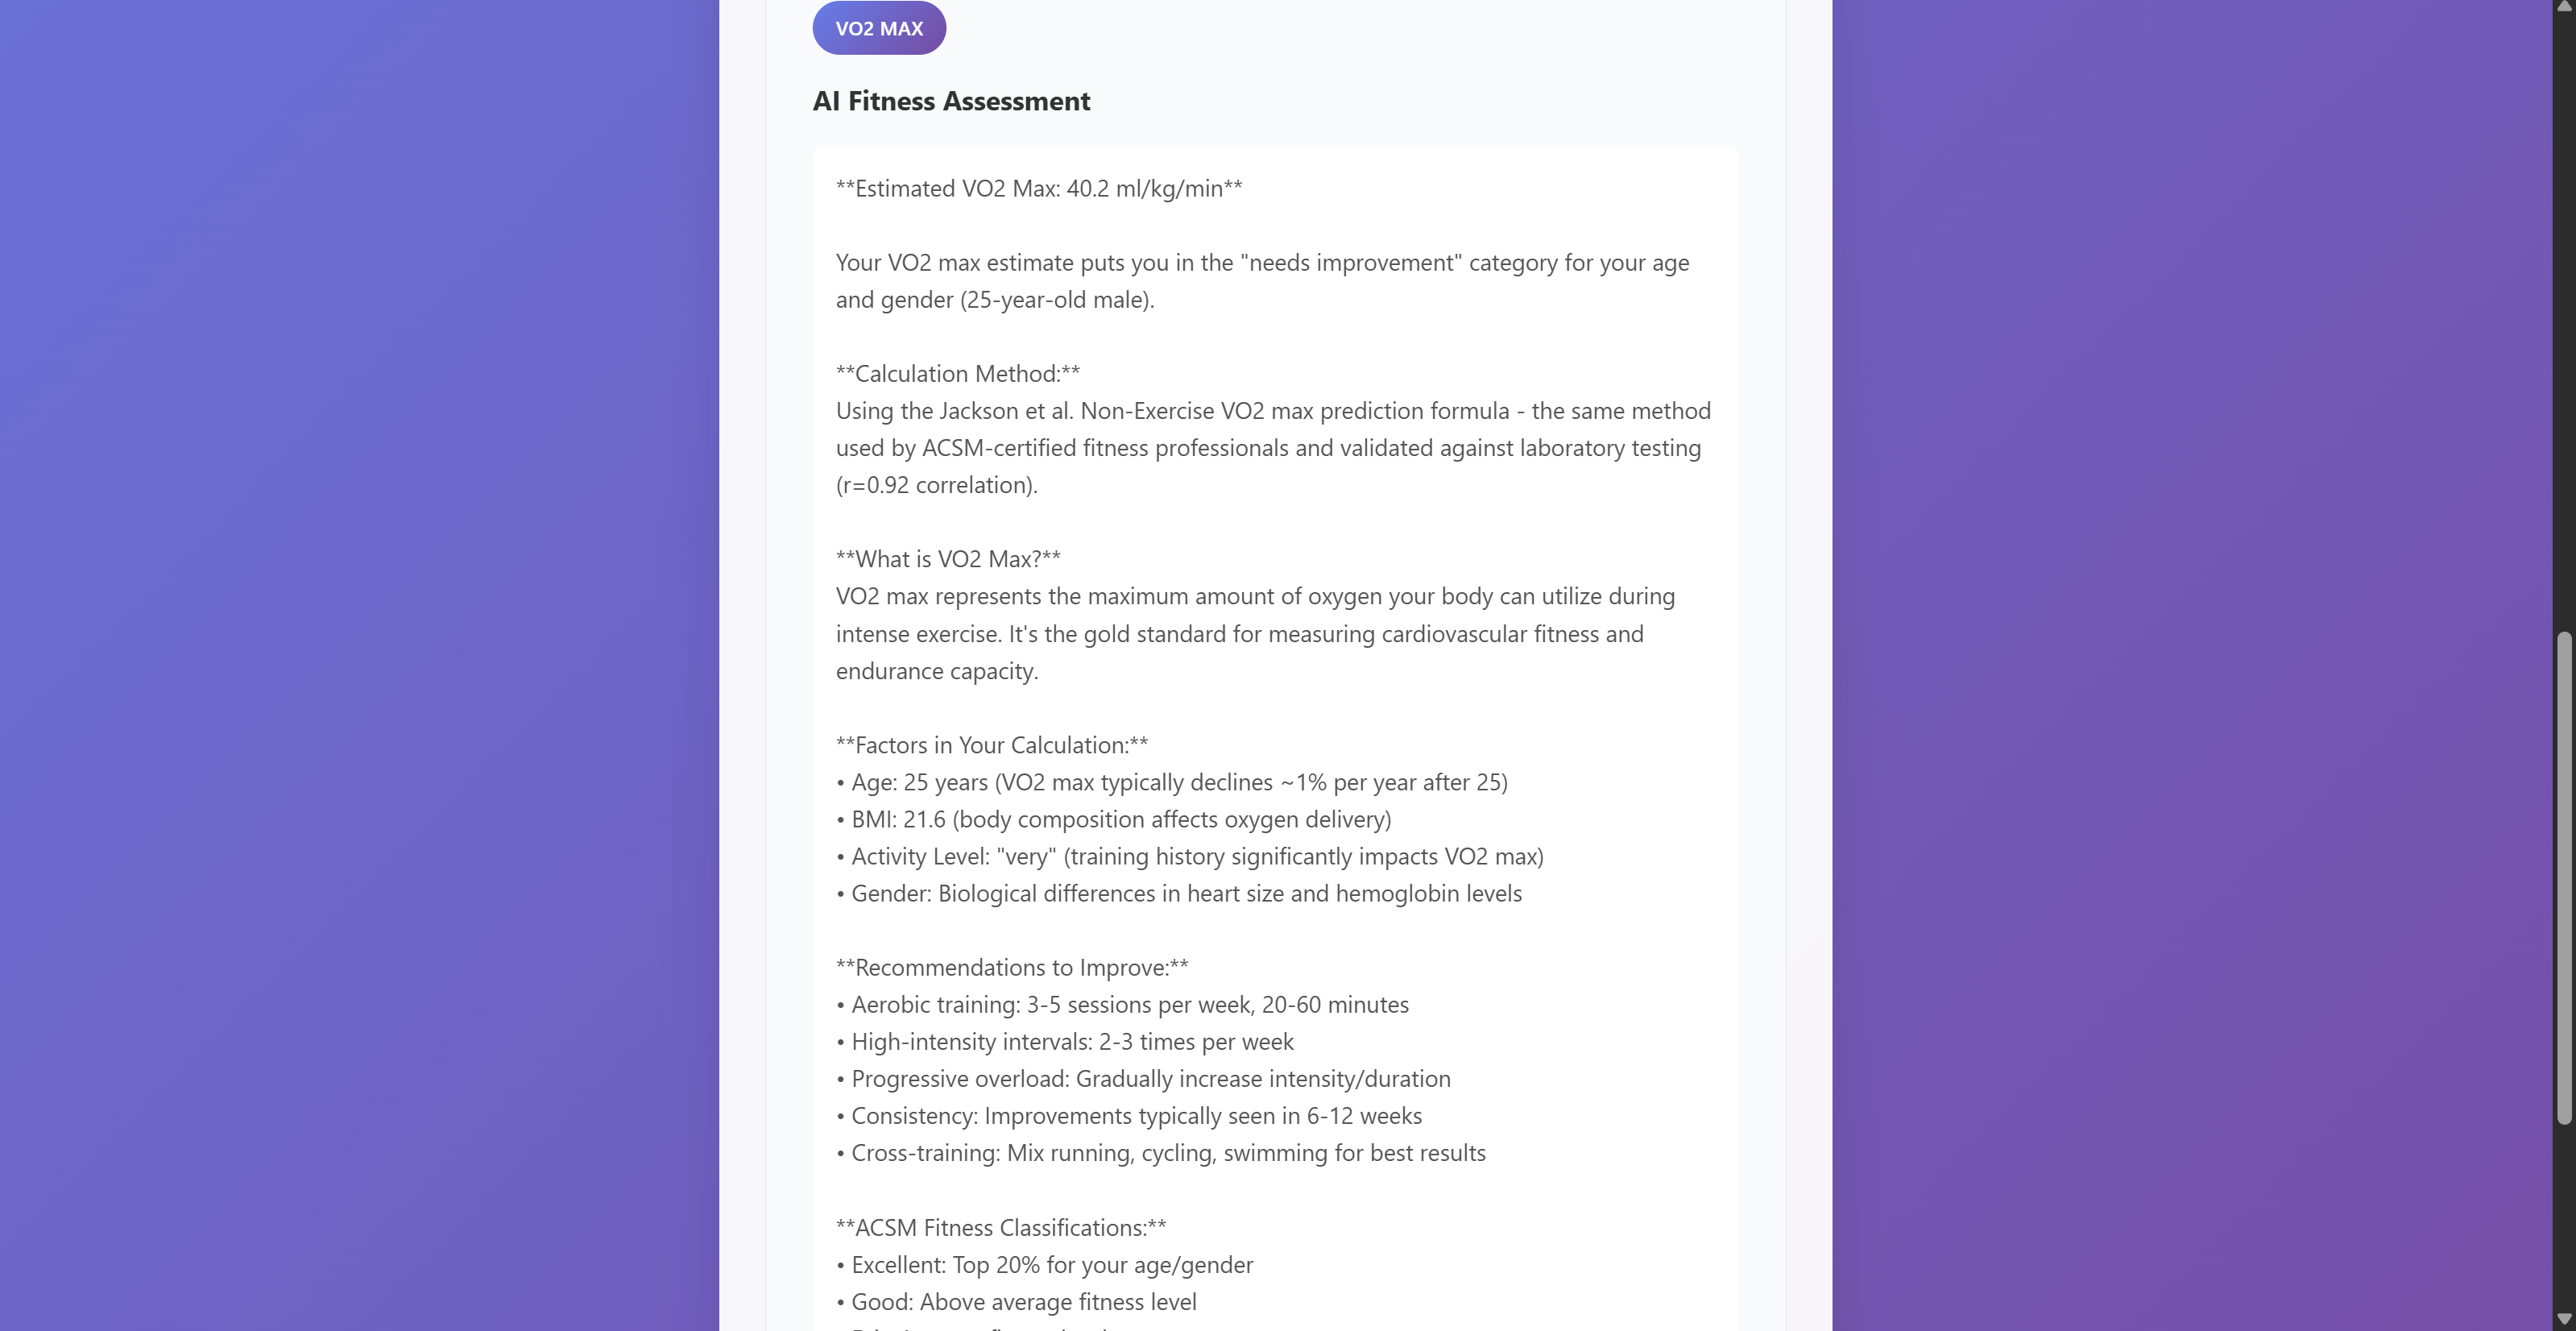 VO2 MAX
AI Fitness Assessment
**Estimated VO2 Max: 40.2 ml/kg/min**
Your VO2 max estimate puts you in the "needs improvement" category for your age
and gender (25-year-old male).
**Calculation Method:**
Using the Jackson et al. Non-Exercise VO2 max prediction formula - the same method
used by ACSM-certified fitness professionals and validated against laboratory testing
(r=0.92 correlation).
**What is VO2 Max?**
VO2 max represents the maximum amount of oxygen your body can utilize during
intense exercise. It's the gold standard for measuring cardiovascular fitness and
endurance capacity.
**Factors in Your Calculation:**
• Age: 25 years (VO2 max typically declines ~1% per year after 25)
• BMI: 21.6 (body composition affects oxygen delivery)
• Activity Level: "very" (training history significantly impacts VO2 max)
• Gender: Biological differences in heart size and hemoglobin levels
**Recommendations to Improve:**
• Aerobic training: 3-5 sessions per week, 20-60 minutes
• High-intensity intervals: 2-3 times per week
• Progressive overload: Gradually increase intensity/duration
• Consistency: Improvements typically seen in 6-12 weeks
• Cross-training: Mix running, cycling, swimming for best results
**ACSM Fitness Classifications:**
• Excellent: Top 20% for your age/gender
• Good: Above average fitness level